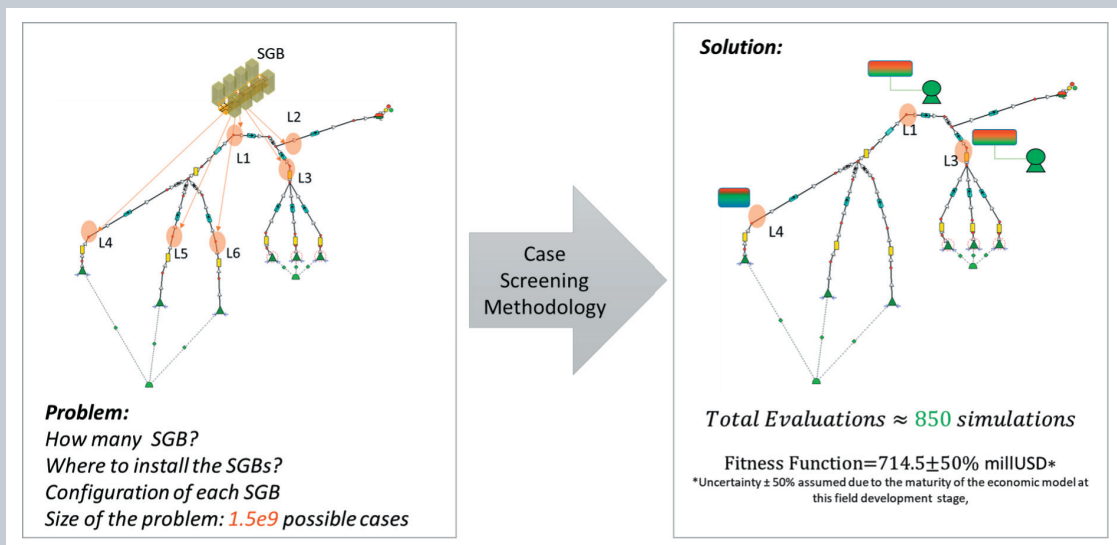 SGB
L2
L1
L3
L4
L5
L6
Problem:
How many SGB?
Where to install the SGBs?
Configuration of each SGB
Size of the problem: 1.5e9 possible cases
Case
Screening
Methodology
Solution:
L1
L3
L4
Total Evaluations ≈ 850 simulations
Fitness Function=714.5±50% millUSD*
*Uncertainty ± 50% assumed due to the maturity of the economic model at
this field development stage,